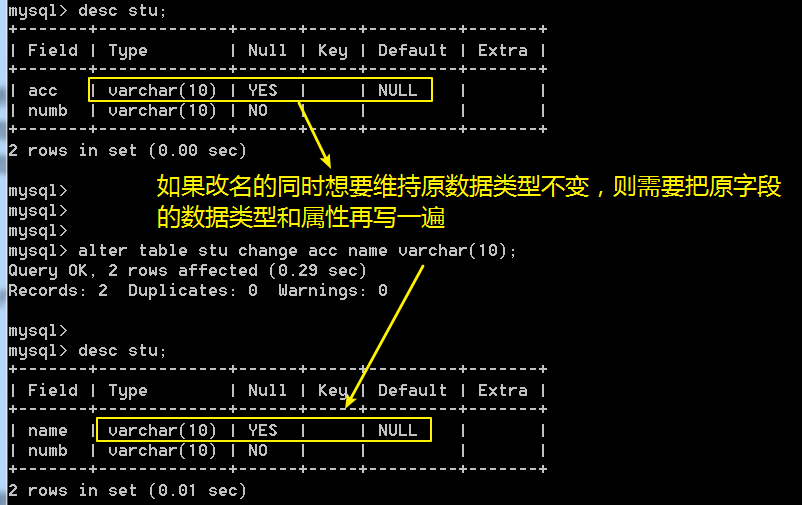 mysql> desc stu;
+-------+-------------+------+-----+---------+-------+
| Field | Type        | Null | Key | Default | Extra |
+-------+-------------+------+-----+---------+-------+
| acc   | varchar(10) | YES  |     | NULL    |       |
| numb  | varchar(10) | NO   |     |         |       |
+-------+-------------+------+-----+---------+-------+
2 rows in set (0.00 sec)
如果改名的同时想要维持原数据类型不变，则需要把原字段
的数据类型和属性再写一遍
mysql>
mysql>
mysql>
mysql> alter table stu change acc name varchar(10);
Query OK, 2 rows affected (0.29 sec)
Records: 2  Duplicates: 0  Warnings: 0
mysql>
mysql> desc stu;
+-------+-------------+------+-----+---------+-------+
| Field | Type        | Null | Key | Default | Extra |
+-------+-------------+------+-----+---------+-------+
| name  | varchar(10) | YES  |     | NULL    |       |
| numb  | varchar(10) | NO   |     |         |       |
+-------+-------------+------+-----+---------+-------+
2 rows in set (0.01 sec)